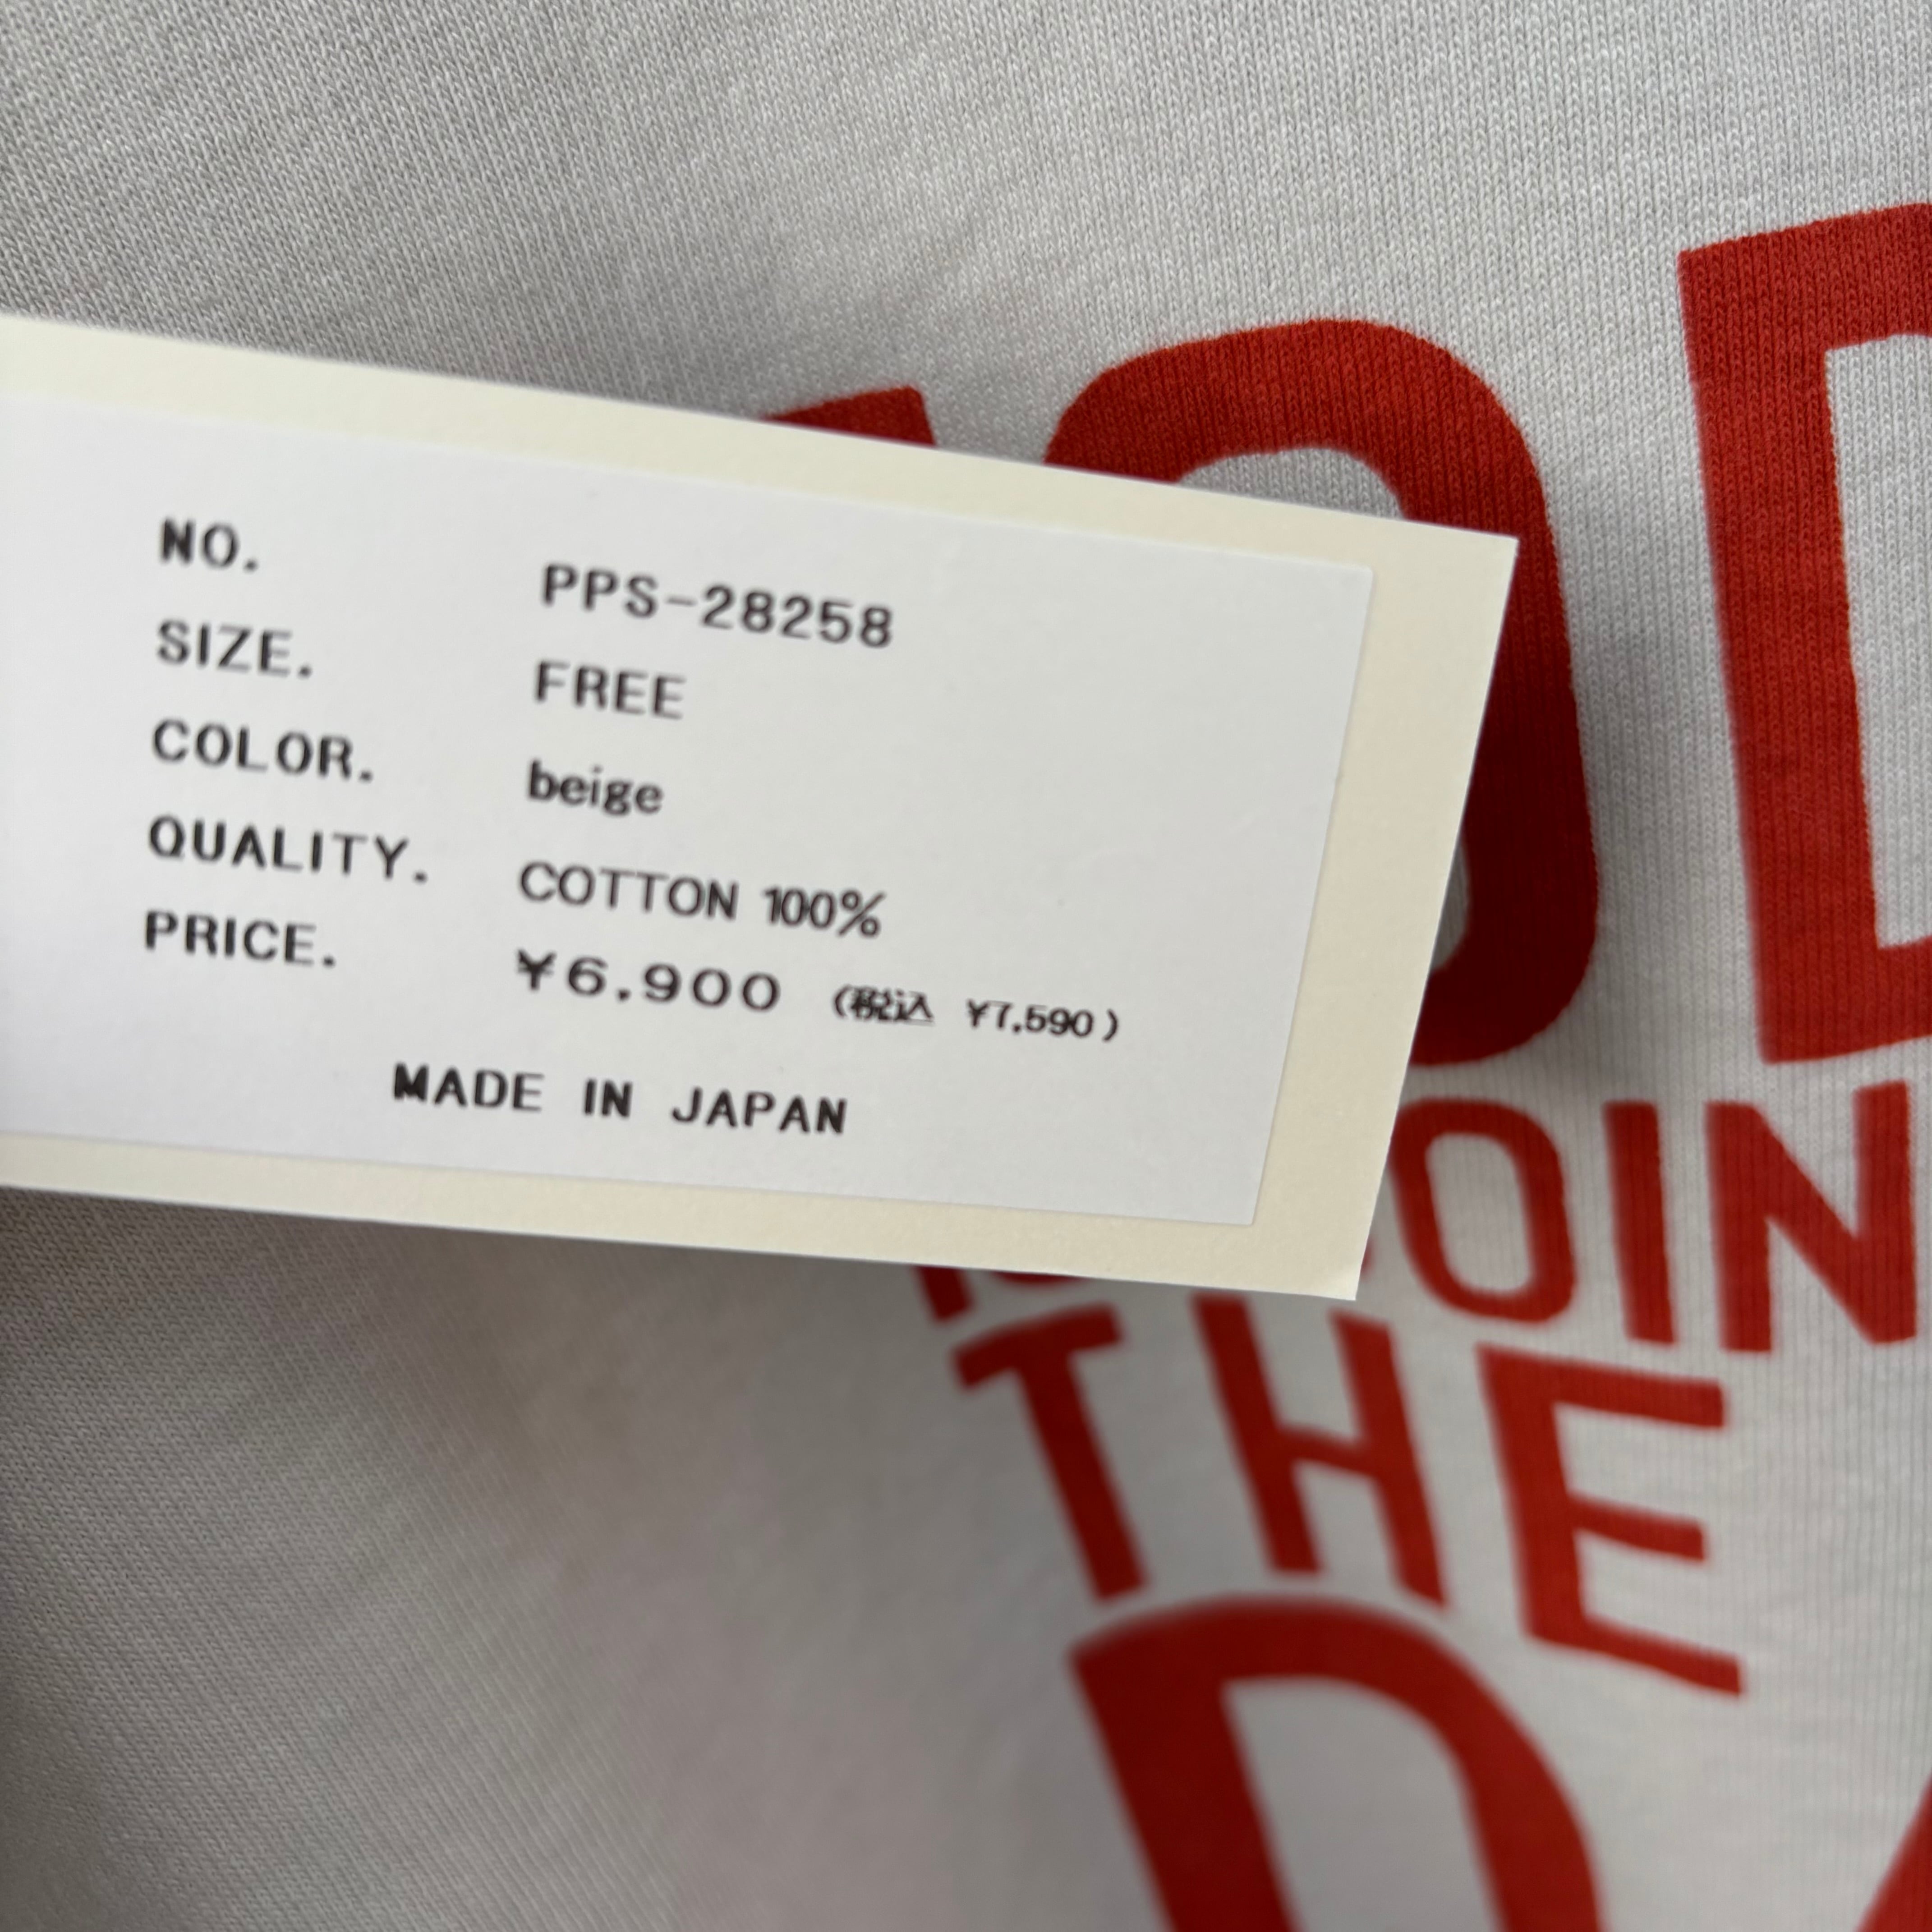 NO. PPS-28258
SIZE. FREE
COLOR. beige
QUALITY. COTTON 100%
PRICE. ¥6,900 (税込 ¥7,590)
MADE IN JAPAN
THE